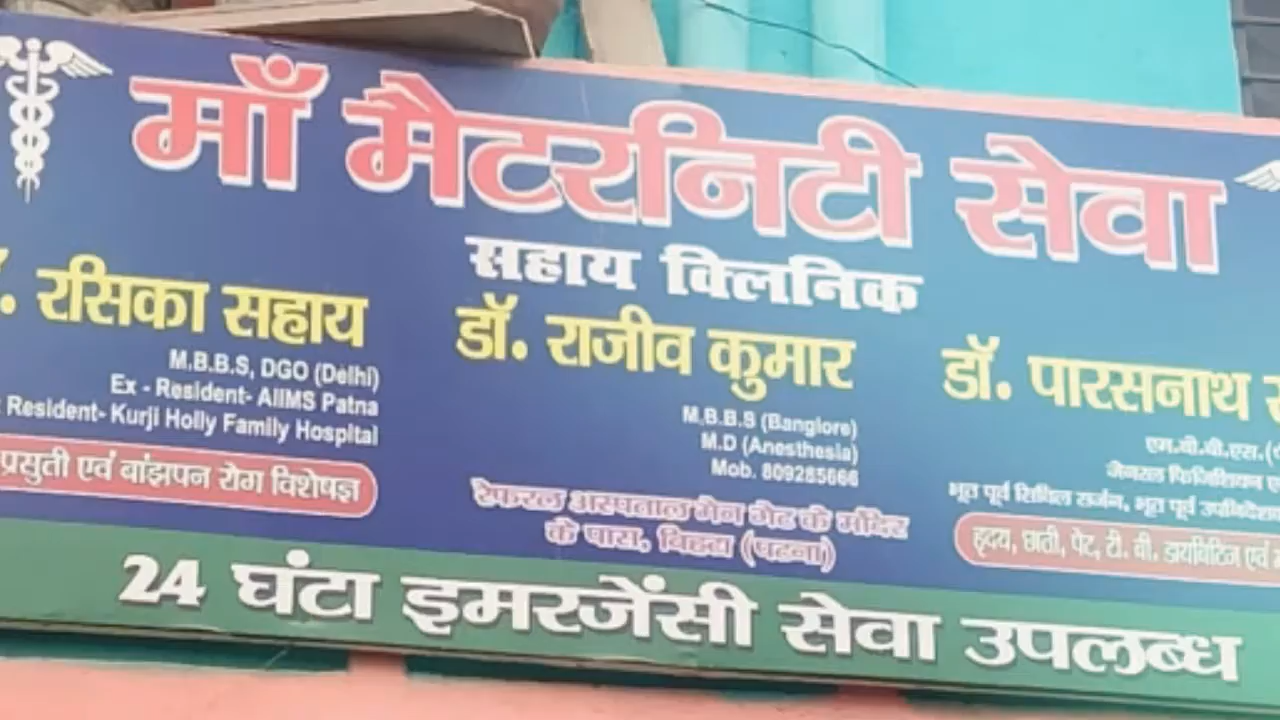 माँ मैटरनिटी सेवा
सहाय क्लिनिक
रसिका सहाय
M.B.B.S, DGO (Delhi)
Ex - Resident- AIIMS Patna
Resident- Kurji Holly Family Hospital
प्रसुती एवं बांझपन रोग विशेषज्ञ
डॉ. राजीव कुमार
M.B.B.S (Banglore)
M.D (Anesthesia)
Mob. 809285666
रेफरल अस्पताल मेन गेट के मंदिर
के पास, बिहटा (पटना)
डॉ. पारसनाथ
एम.बी.बी.एस.
जेनरल फिजिशियन
भूत पूर्व सिविल सर्जन, भूत पूर्व
हृदय, छाती, पेट, टी. बी. डायबिटिज एवं
24 घंटा इमरजेंसी सेवा उपलब्ध